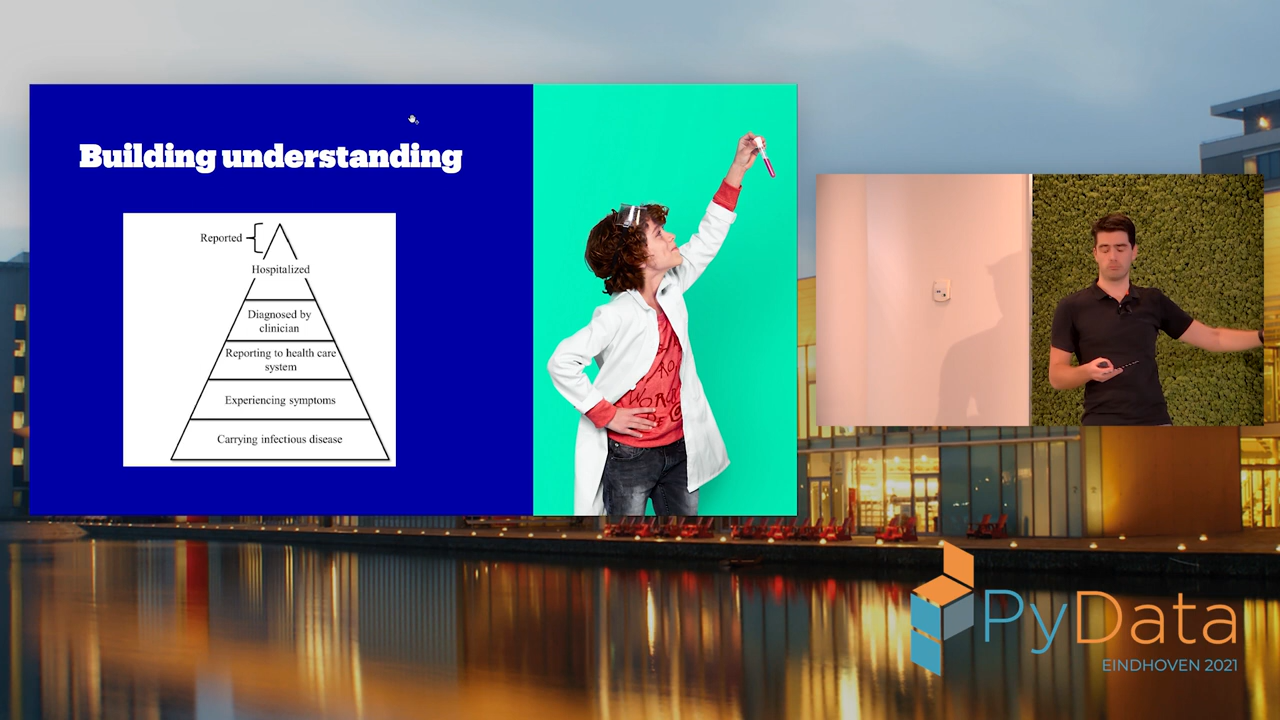 Building understanding
Reported
Hospitalized
Diagnosed by
clinician
Reporting to health care
system
Experiencing symptoms
Carrying infectious disease
PyData
EINDHOVEN 2021